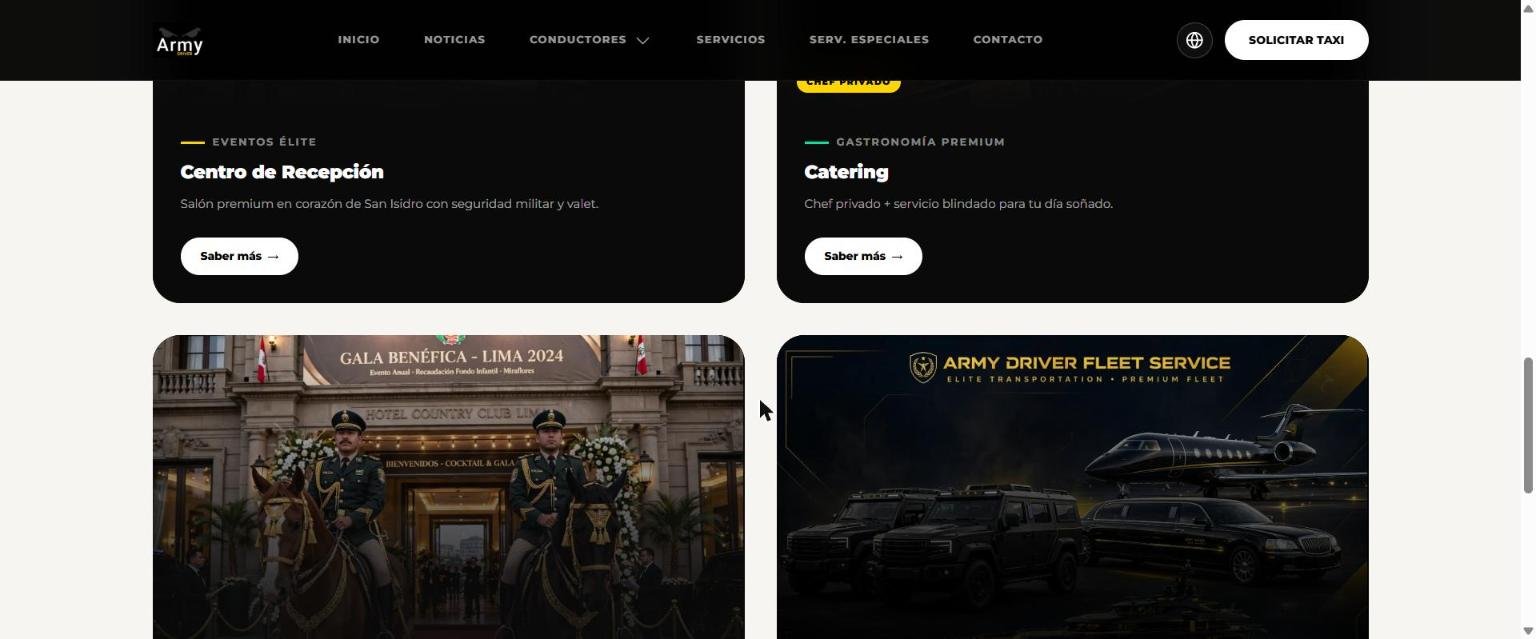 Army
DRIVER
INICIO
NOTICIAS
CONDUCTORES
SERVICIOS
SERV. ESPECIALES
CONTACTO
SOLICITAR TAXI
CHEF PRIVADO
EVENTOS ÉLITE
Centro de Recepción
Salón premium en corazón de San Isidro con seguridad militar y valet.
Saber más →
GASTRONOMÍA PREMIUM
Catering
Chef privado + servicio blindado para tu día soñado.
Saber más →
GALA BENÉFICA - LIMA 2024
Evento Anual - Recaudación Fondo Infantil - Miraflores
HOTEL COUNTRY CLUB LIMA
BIENVENIDOS - COCKTAIL & GALA
ARMY DRIVER FLEET SERVICE
ELITE TRANSPORTATION • PREMIUM FLEET